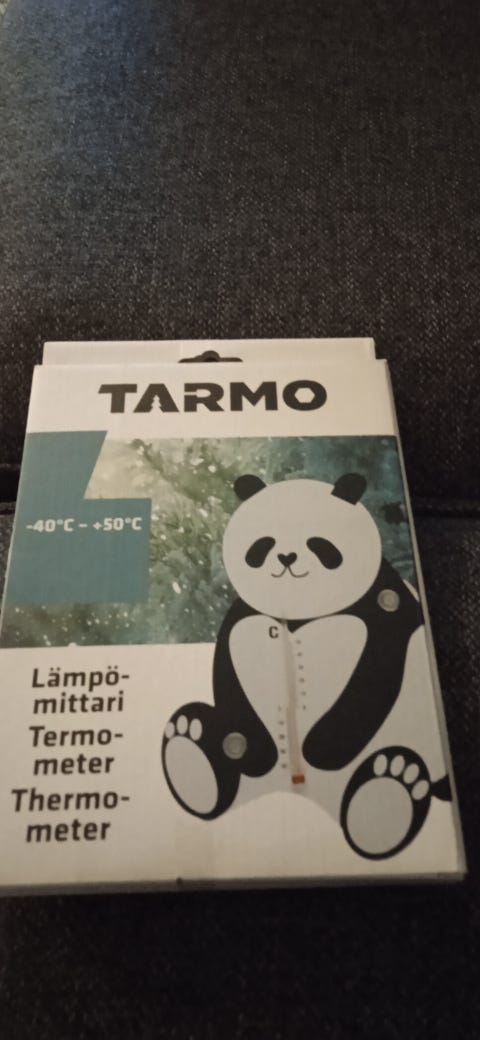 TARMO
-40°C – +50°C
C
Lämpö-
mittari
Termo-
meter
Thermo-
meter